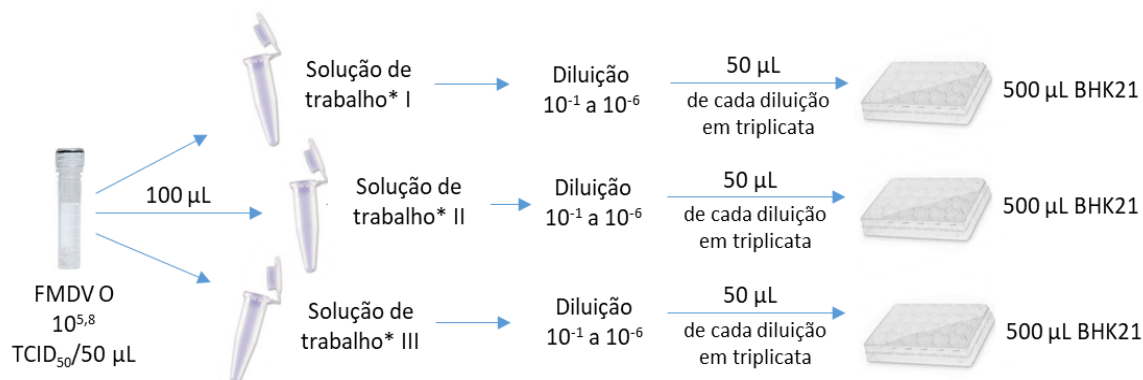 FMDV O
10⁵,⁸
TCID₅₀/50 µL
100 µL
Solução de
trabalho* I
Diluição
10⁻¹ a 10⁻⁶
50 µL
de cada diluição
em triplicata
500 µL BHK21
Solução de
trabalho* II
Diluição
10⁻¹ a 10⁻⁶
50 µL
de cada diluição
em triplicata
500 µL BHK21
Solução de
trabalho* III
Diluição
10⁻¹ a 10⁻⁶
50 µL
de cada diluição
em triplicata
500 µL BHK21